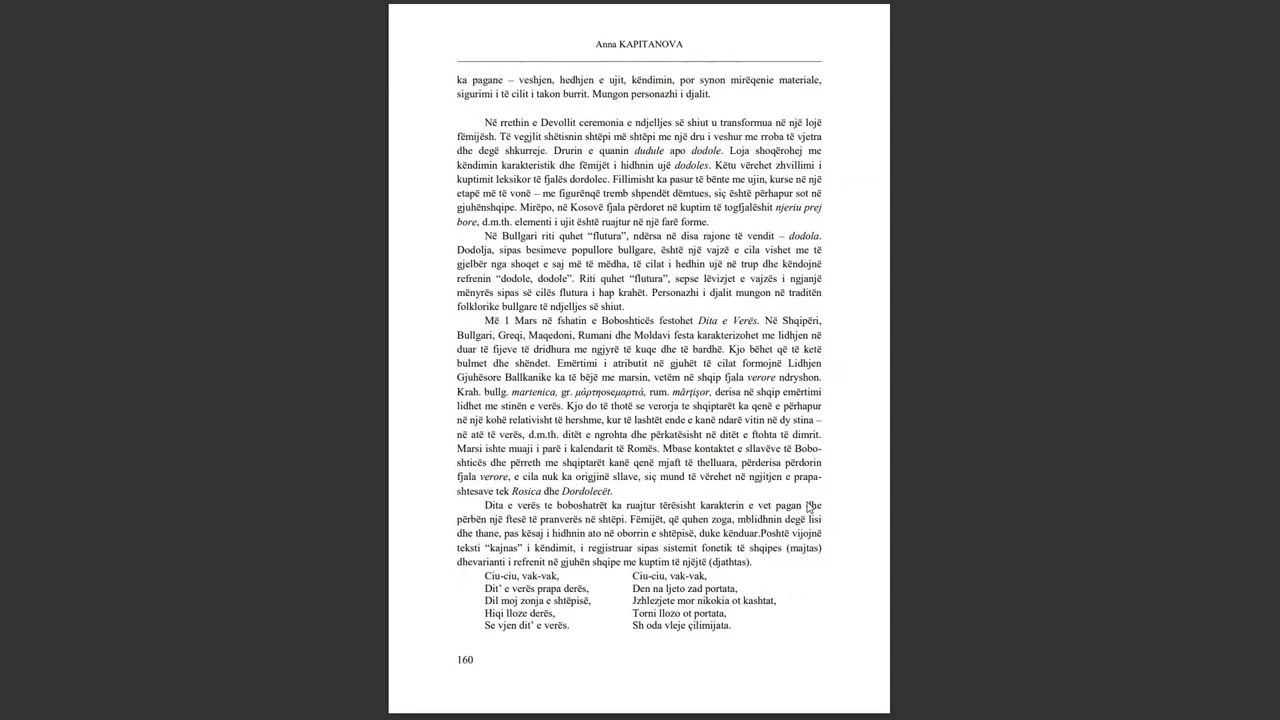 Anna KAPITANOVA
ka pagane – veshjen, hedhjen e ujit, këndimin, por synon mirëqenie materiale,
sigurimi i të cilit i takon burrit. Mungon personazhi i djalit.
Në rrethin e Devollit ceremonia e ndjelljes së shiut u transformua në një lojë
fëmijësh. Të vegjlit shëtisnin shtëpi më shtëpi me një dru i veshur me rroba të vjetra
dhe degë shkurreje. Drurin e quanin dudule apo dodole. Loja shoqërohej me
këndimin karakteristik dhe fëmijët i hidhnin ujë dodoles. Këtu vërehet zhvillimi i
kuptimit leksikor të fjalës dordolec. Fillimisht ka pasur të bënte me ujin, kurse në një
etapë më të vonë – me figurënqë tremb shpendët dëmtues, siç është përhapur sot në
gjuhënshqipe. Mirëpo, në Kosovë fjala përdoret në kuptim të togfjalëshit njeriu prej
bore, d.m.th. elementi i ujit është ruajtur në një farë forme.
Në Bullgari riti quhet “flutura”, ndërsa në disa rajone të vendit – dodola.
Dodolja, sipas besimeve popullore bullgare, është një vajzë e cila vishet me të
gjelbër nga shoqet e saj më të mëdha, të cilat i hedhin ujë në trup dhe këndojnë
refrenin “dodole, dodole”. Riti quhet “flutura”, sepse lëvizjet e vajzës i ngjanjë
mënyrës sipas së cilës flutura i hap krahët. Personazhi i djalit mungon në traditën
folklorike bullgare të ndjelljes së shiut.
Më 1 Mars në fshatin e Boboshticës festohet Dita e Verës. Në Shqipëri,
Bullgari, Greqi, Maqedoni, Rumani dhe Moldavi festa karakterizohet me lidhjen në
duar të fijeve të dridhura me ngjyrë të kuqe dhe të bardhë. Kjo bëhet që të ketë
bulmet dhe shëndet. Emërtimi i atributit në gjuhët të cilat formojnë Lidhjen
Gjuhësore Ballkanike ka të bëjë me marsin, vetëm në shqip fjala verore ndryshon.
Krah. bullg. martenica, gr. μάρτηοseμαρτιά, rum. mărţişor, derisa në shqip emërtimi
lidhet me stinën e verës. Kjo do të thotë se verorja te shqiptarët ka qenë e përhapur
në një kohë relativisht të hershme, kur të lashtët ende e kanë ndarë vitin në dy stina –
në atë të verës, d.m.th. ditët e ngrohta dhe përkatësisht në ditët e ftohta të dimrit.
Marsi ishte muaji i parë i kalendarit të Romës. Mbase kontaktet e sllavëve të Bobo-
shticës dhe përreth me shqiptarët kanë qenë mjaft të thelluara, përderisa përdorin
fjala verore, e cila nuk ka origjinë sllave, siç mund të vërehet në ngjitjen e prapa-
shtesave tek Rosica dhe Dordolecët.
Dita e verës te boboshatrët ka ruajtur tërësisht karakterin e vet pagan dhe
përbën një ftesë të pranverës në shtëpi. Fëmijët, që quhen zoga, mblidhnin degë lisi
dhe thane, pas kësaj i hidhnin ato në oborrin e shtëpisë, duke kënduar.Poshtë vijojnë
teksti “kajnas” i këndimit, i regjistruar sipas sistemit fonetik të shqipes (majtas)
dhevarianti i refrenit në gjuhën shqipe me kuptim të njëjtë (djathtas).
Ciu-ciu, vak-vak,
Dit’ e verës prapa derës,
Dil moj zonja e shtëpisë,
Hiqi lloze derës,
Se vjen dit’ e verës.
Ciu-ciu, vak-vak,
Den na ljeto zad portata,
Jzhlezjete mor nikokia ot kashtat,
Torni llozo ot portata,
Sh oda vleje çilimijata.
160